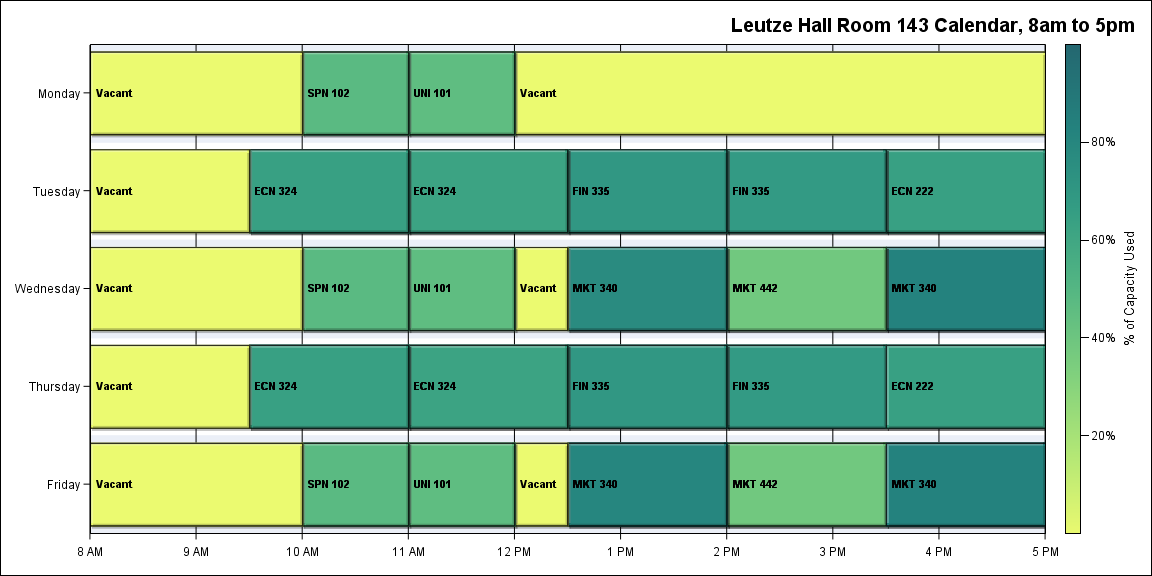 Leutze Hall Room 143 Calendar, 8am to 5pm
Monday
Vacant
SPN 102
UNI 101
Vacant
Tuesday
Vacant
ECN 324
ECN 324
FIN 335
FIN 335
ECN 222
Wednesday
Vacant
SPN 102
UNI 101
Vacant
MKT 340
MKT 442
MKT 340
Thursday
Vacant
ECN 324
ECN 324
FIN 335
FIN 335
ECN 222
Friday
Vacant
SPN 102
UNI 101
Vacant
MKT 340
MKT 442
MKT 340
8 AM
9 AM
10 AM
11 AM
12 PM
1 PM
2 PM
3 PM
4 PM
5 PM
80%
60%
40%
20%
% of Capacity Used